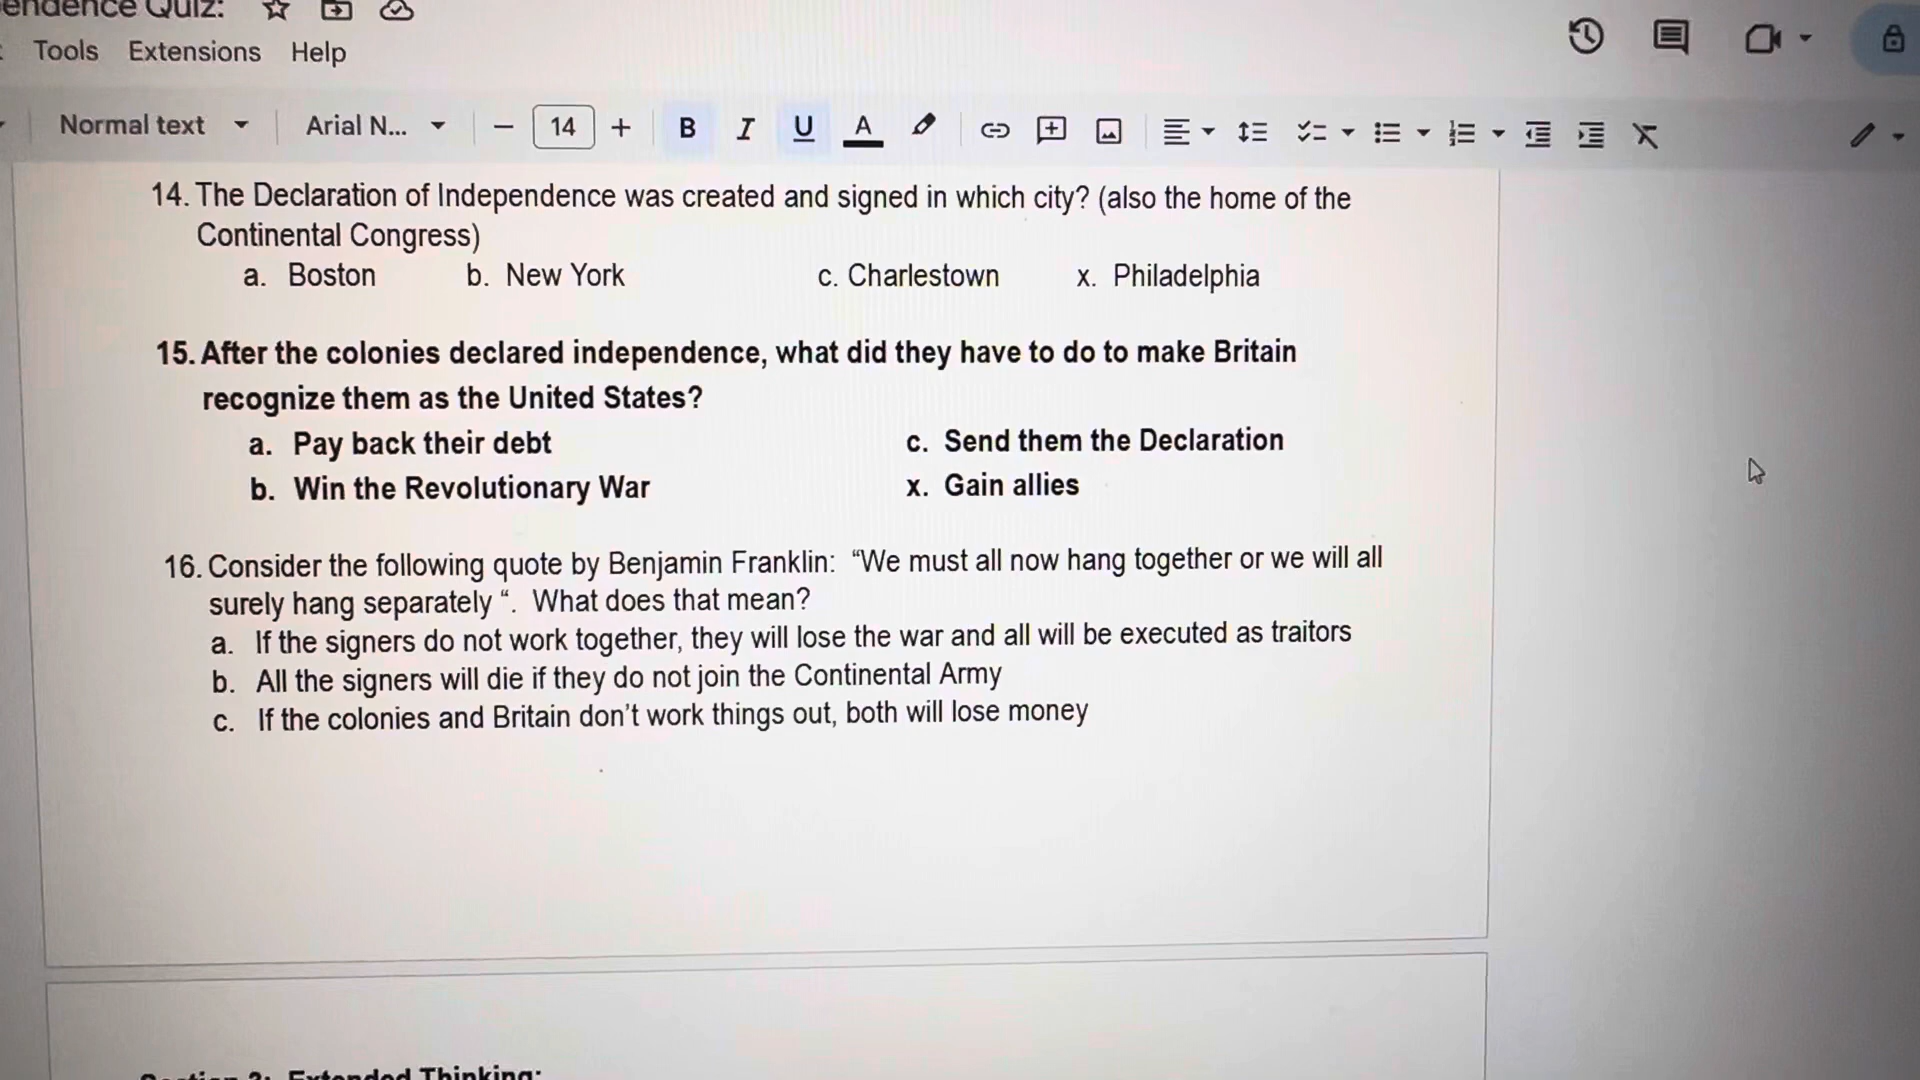 endence Quiz:
Tools Extensions Help
Normal text Arial N... − 14 + B I U A
14. The Declaration of Independence was created and signed in which city? (also the home of the
Continental Congress)
a. Boston b. New York c. Charlestown x. Philadelphia
15. After the colonies declared independence, what did they have to do to make Britain
recognize them as the United States?
a. Pay back their debt c. Send them the Declaration
b. Win the Revolutionary War x. Gain allies
16. Consider the following quote by Benjamin Franklin: “We must all now hang together or we will all
surely hang separately “. What does that mean?
a. If the signers do not work together, they will lose the war and all will be executed as traitors
b. All the signers will die if they do not join the Continental Army
c. If the colonies and Britain don’t work things out, both will lose money
Section 2: Extended Thinking: